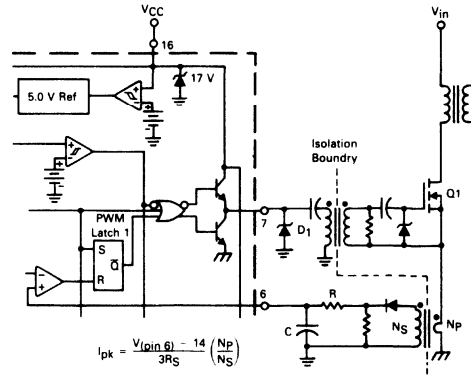 VCC
Vin
16
17 V
5.0 V Ref
Isolation
Boundry
Q1
7
D1
PWM
Latch 1
S
Q̅
R
6
R
C
NS
NP
Ipk = V(pin 6) − 14 / 3RS (NP / NS)